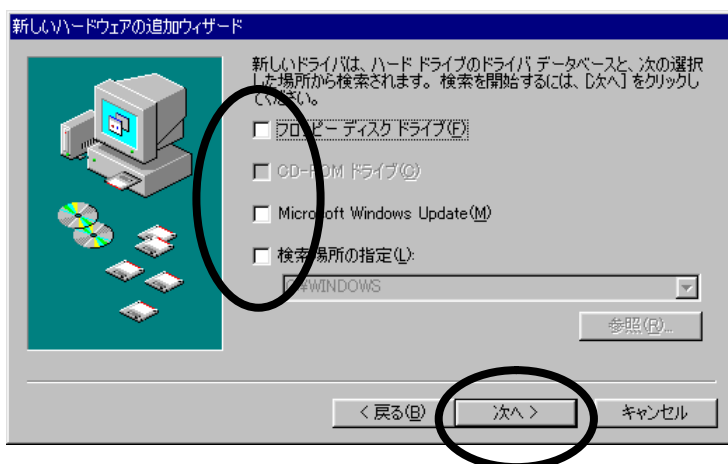 新しいハードウェアの追加ウィザード
新しいドライバは、ハード ドライブのドライバ データベースと、次の選択
した場所から検索されます。検索を開始するには、[次へ] をクリックし
てください。
フロッピー ディスク ドライブ(F)
CD-ROM ドライブ(C)
Microsoft Windows Update(M)
検索場所の指定(L):
C:¥WINDOWS
参照(R)...
< 戻る(B)
次へ >
キャンセル